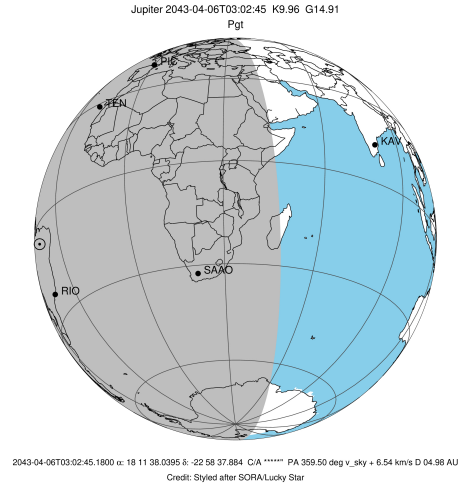 Jupiter 2043-04-06T03:02:45 K9.96 G14.91
Pgt
PIC
TEN
KAV
SAAO
RIO
2043-04-06T03:02:45.1800 α: 18 11 38.0395 δ: -22 58 37.884 C/A *****" PA 359.50 deg v_sky + 6.54 km/s D 04.98 AU
Credit: Styled after SORA/Lucky Star